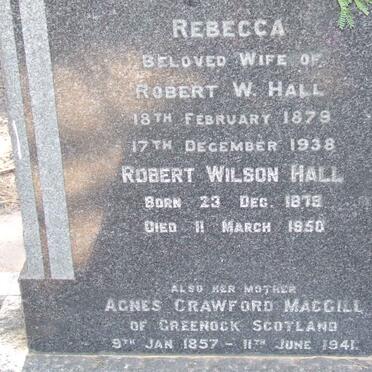 REBECCA
BELOVED WIFE OF
ROBERT W. HALL
18TH FEBRUARY 1879
17TH DECEMBER 1938
ROBERT WILSON HALL
BORN 23 DEC. 1879
DIED 11 MARCH 1950
ALSO HER MOTHER
AGNES CRAWFORD MACGILL
OF GREENOCK SCOTLAND
9TH JAN 1857 - 11TH JUNE 1941.